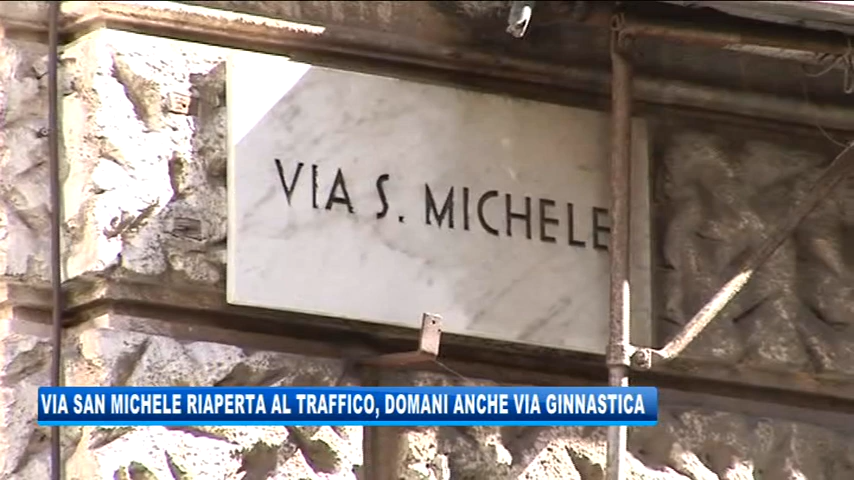 VIA S. MICHELE
VIA SAN MICHELE RIAPERTA AL TRAFFICO, DOMANI ANCHE VIA GINNASTICA